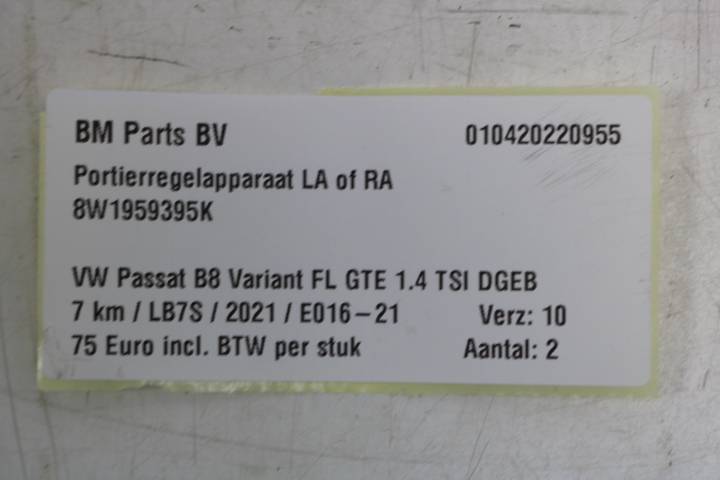 BM Parts BV 010420220955
Portierregelapparaat LA of RA
8W1959395K
VW Passat B8 Variant FL GTE 1.4 TSI DGEB
7 km / LB7S / 2021 / E016-21 Verz: 10
75 Euro incl. BTW per stuk Aantal: 2